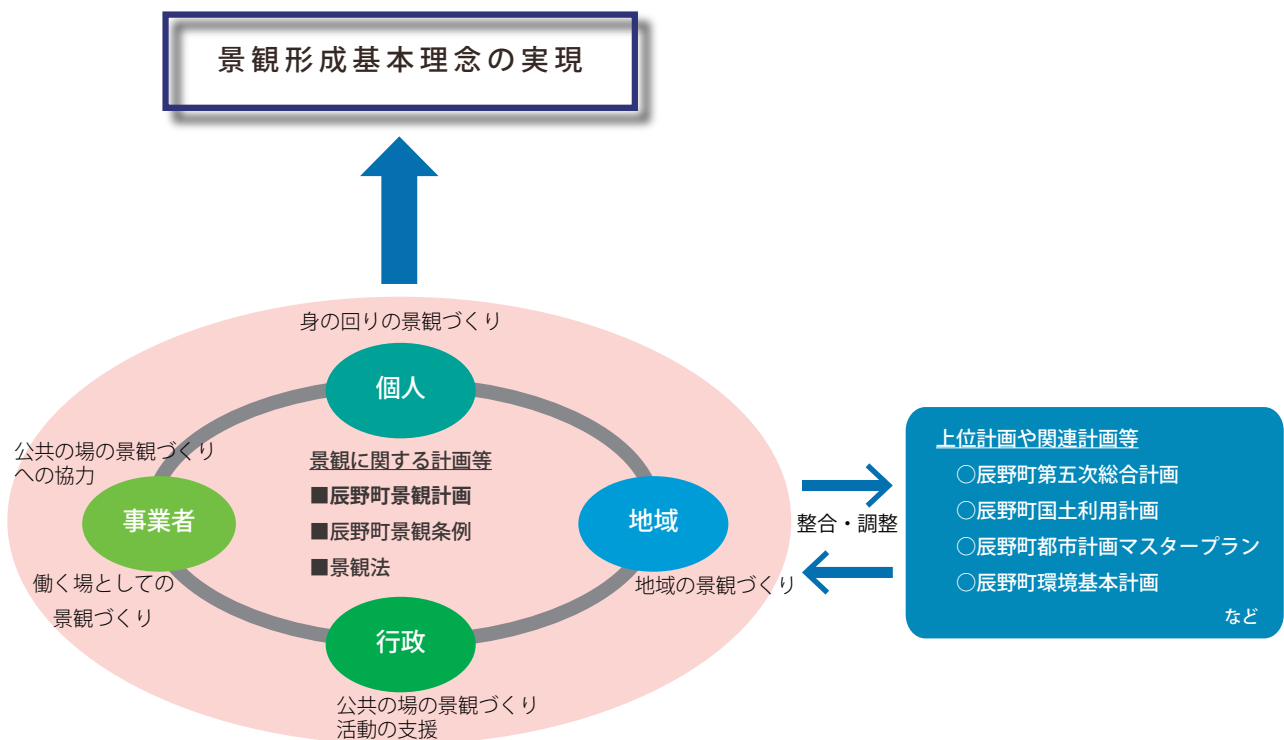 景観形成基本理念の実現
身の回りの景観づくり
個人
公共の場の景観づくり
への協力
事業者
働く場としての
景観づくり
景観に関する計画等
■辰野町景観計画
■辰野町景観条例
■景観法
地域
地域の景観づくり
行政
公共の場の景観づくり
活動の支援
整合・調整
上位計画や関連計画等
○辰野町第五次総合計画
○辰野町国土利用計画
○辰野町都市計画マスタープラン
○辰野町環境基本計画
など